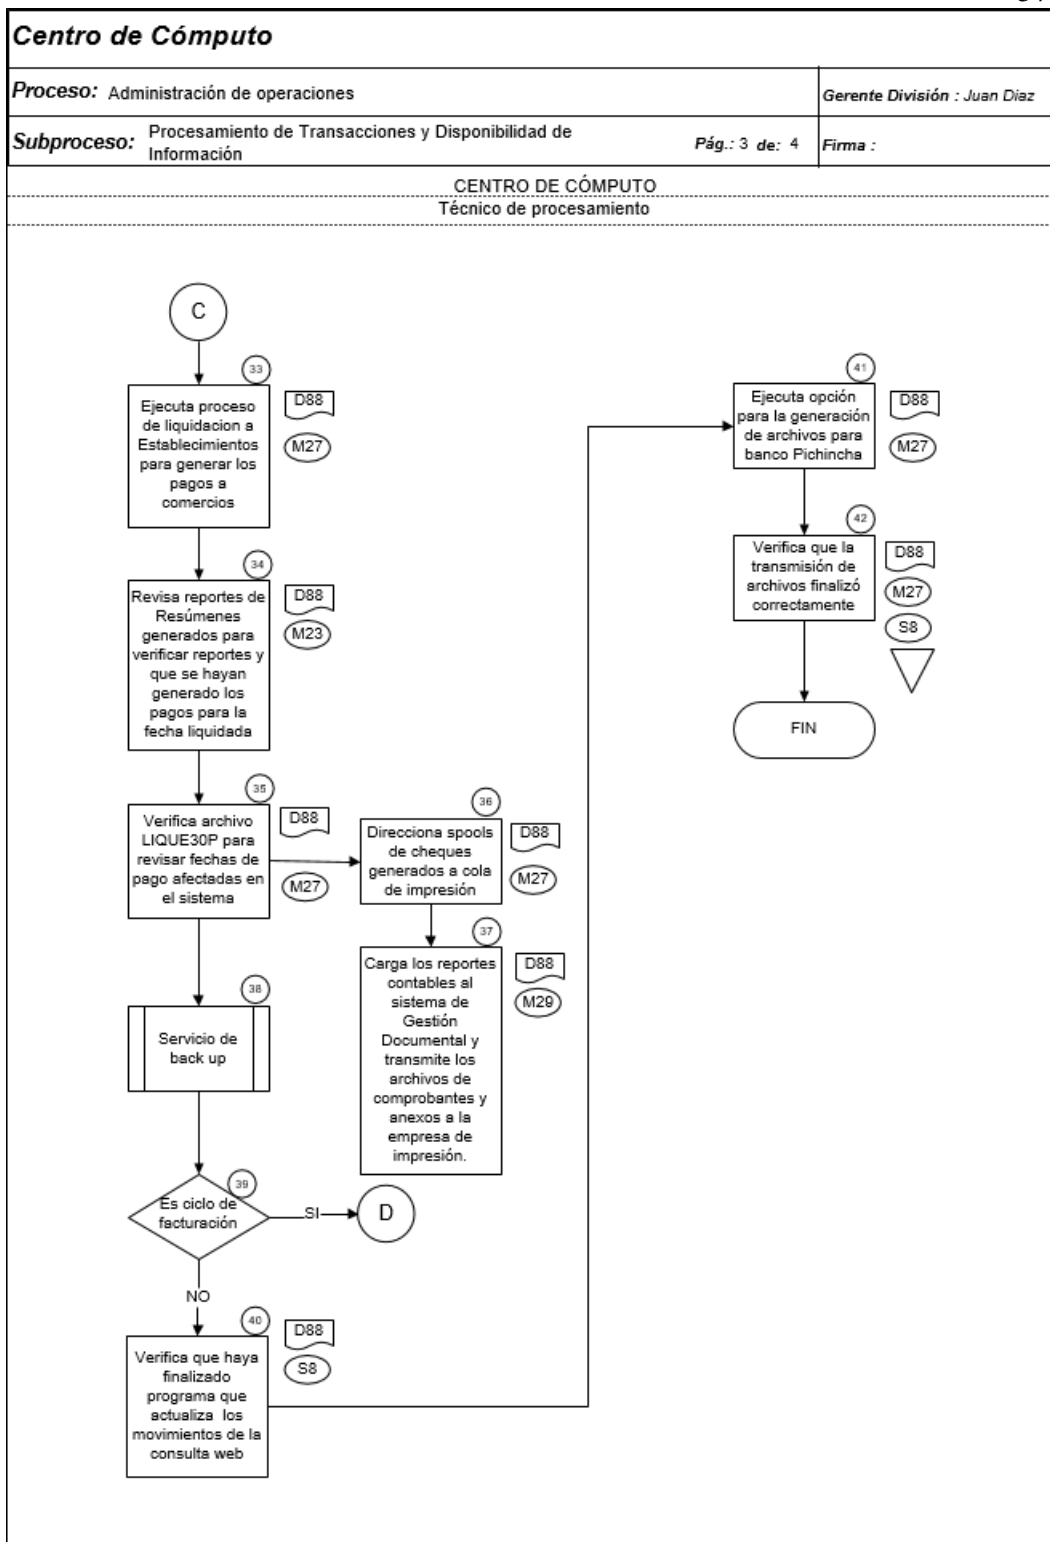 Centro de Cómputo
Proceso: Administración de operaciones
Gerente División : Juan Diaz
Subproceso: Procesamiento de Transacciones y Disponibilidad de
Información
Pág.: 3 de: 4
Firma :
CENTRO DE CÓMPUTO
Técnico de procesamiento
C
33
Ejecuta proceso
de liquidacion a
Establecimientos
para generar los
pagos a
comercios
D88
M27
34
Revisa reportes de
Resúmenes
generados para
verificar reportes y
que se hayan
generado los
pagos para la
fecha liquidada
D88
M23
35
Verifica archivo
LIQUE30P para
revisar fechas de
pago afectadas en
el sistema
D88
M27
36
Direcciona spools
de cheques
generados a cola
de impresión
D88
M27
37
Carga los reportes
contables al
sistema de
Gestión
Documental y
transmite los
archivos de
comprobantes y
anexos a la
empresa de
impresión.
D88
M29
38
Servicio de
back up
39
Es ciclo de
facturación
SI
D
NO
40
Verifica que haya
finalizado
programa que
actualiza los
movimientos de la
consulta web
D88
S8
41
Ejecuta opción
para la generación
de archivos para
banco Pichincha
D88
M27
42
Verifica que la
transmisión de
archivos finalizó
correctamente
D88
M27
S8
FIN